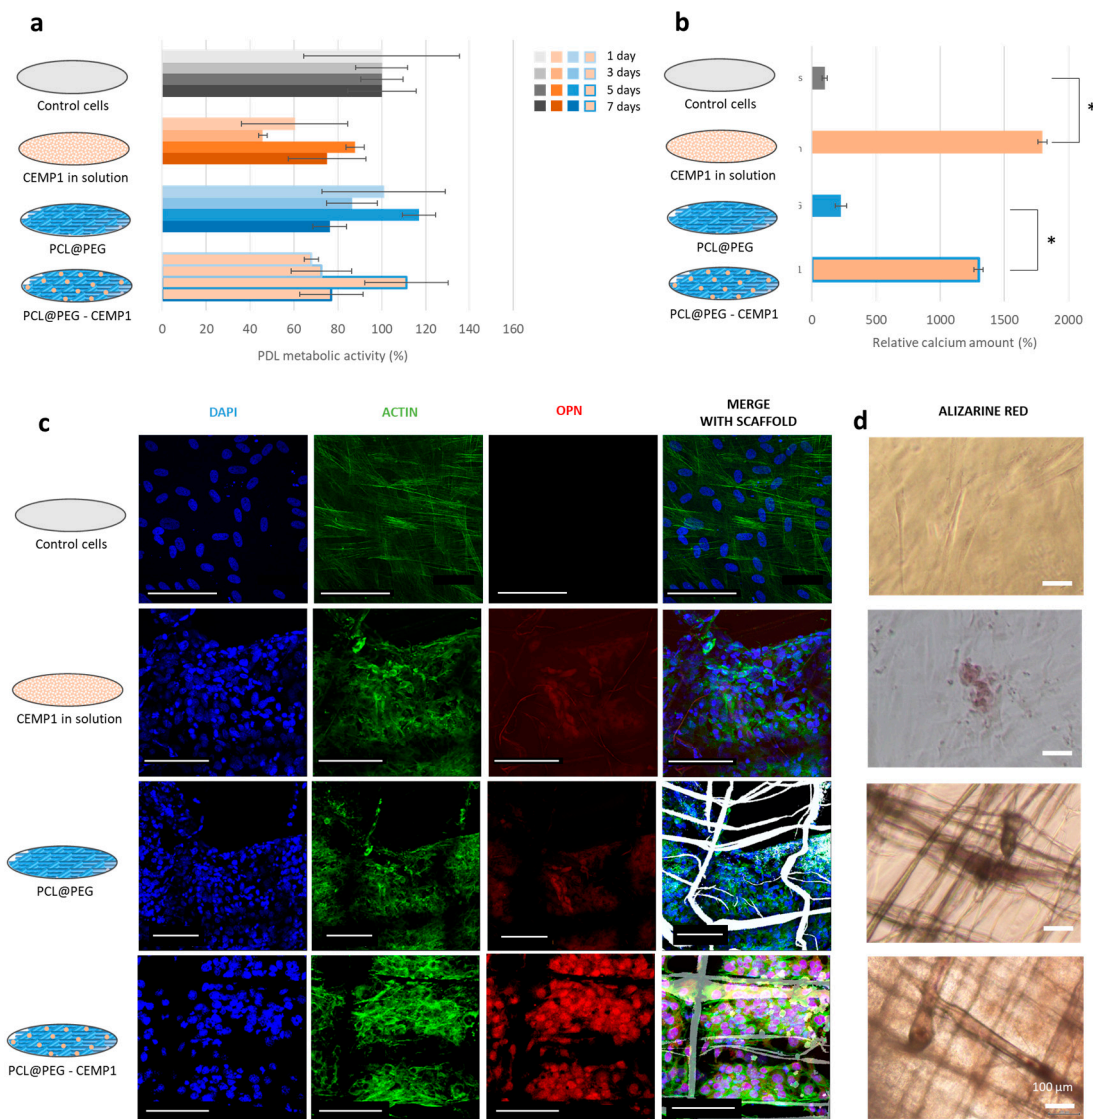 a
Control cells
CEMP1 in solution
PCL@PEG
PCL@PEG - CEMP1
0 20 40 60 80 100 120 140 160
PDL metabolic activity (%)
1 day
3 days
5 days
7 days
b
Control cells
CEMP1 in solution
PCL@PEG
PCL@PEG - CEMP1
s
n
G
1
*
*
0 500 1000 1500 2000
Relative calcium amount (%)
c
DAPI
ACTIN
OPN
MERGE
WITH SCAFFOLD
Control cells
CEMP1 in solution
PCL@PEG
PCL@PEG - CEMP1
d
ALIZARINE RED
100 µm